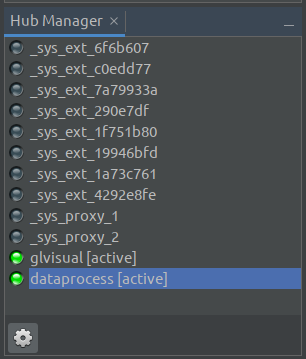 Hub Manager
_sys_ext_6f6b607
_sys_ext_c0edd77
_sys_ext_7a79933a
_sys_ext_290e7df
_sys_ext_1f751b80
_sys_ext_19946bfd
_sys_ext_1a73c761
_sys_ext_4292e8fe
_sys_proxy_1
_sys_proxy_2
glvisual [active]
dataprocess [active]